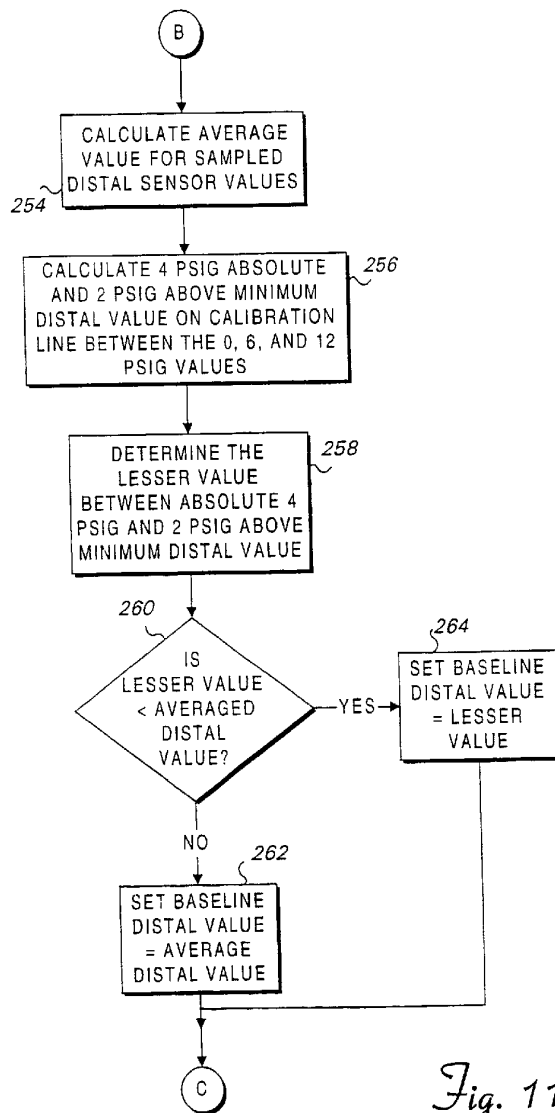 B
CALCULATE AVERAGE
VALUE FOR SAMPLED
DISTAL SENSOR VALUES
254
CALCULATE 4 PSIG ABSOLUTE
AND 2 PSIG ABOVE MINIMUM
DISTAL VALUE ON CALIBRATION
LINE BETWEEN THE 0, 6, AND 12
PSIG VALUES
256
DETERMINE THE
LESSER VALUE
BETWEEN ABSOLUTE 4
PSIG AND 2 PSIG ABOVE
MINIMUM DISTAL VALUE
258
260
IS
LESSER VALUE
< AVERAGED
DISTAL
VALUE?
YES
264
SET BASELINE
DISTAL VALUE
= LESSER
VALUE
NO
262
SET BASELINE
DISTAL VALUE
= AVERAGE
DISTAL VALUE
C
Fig. 11